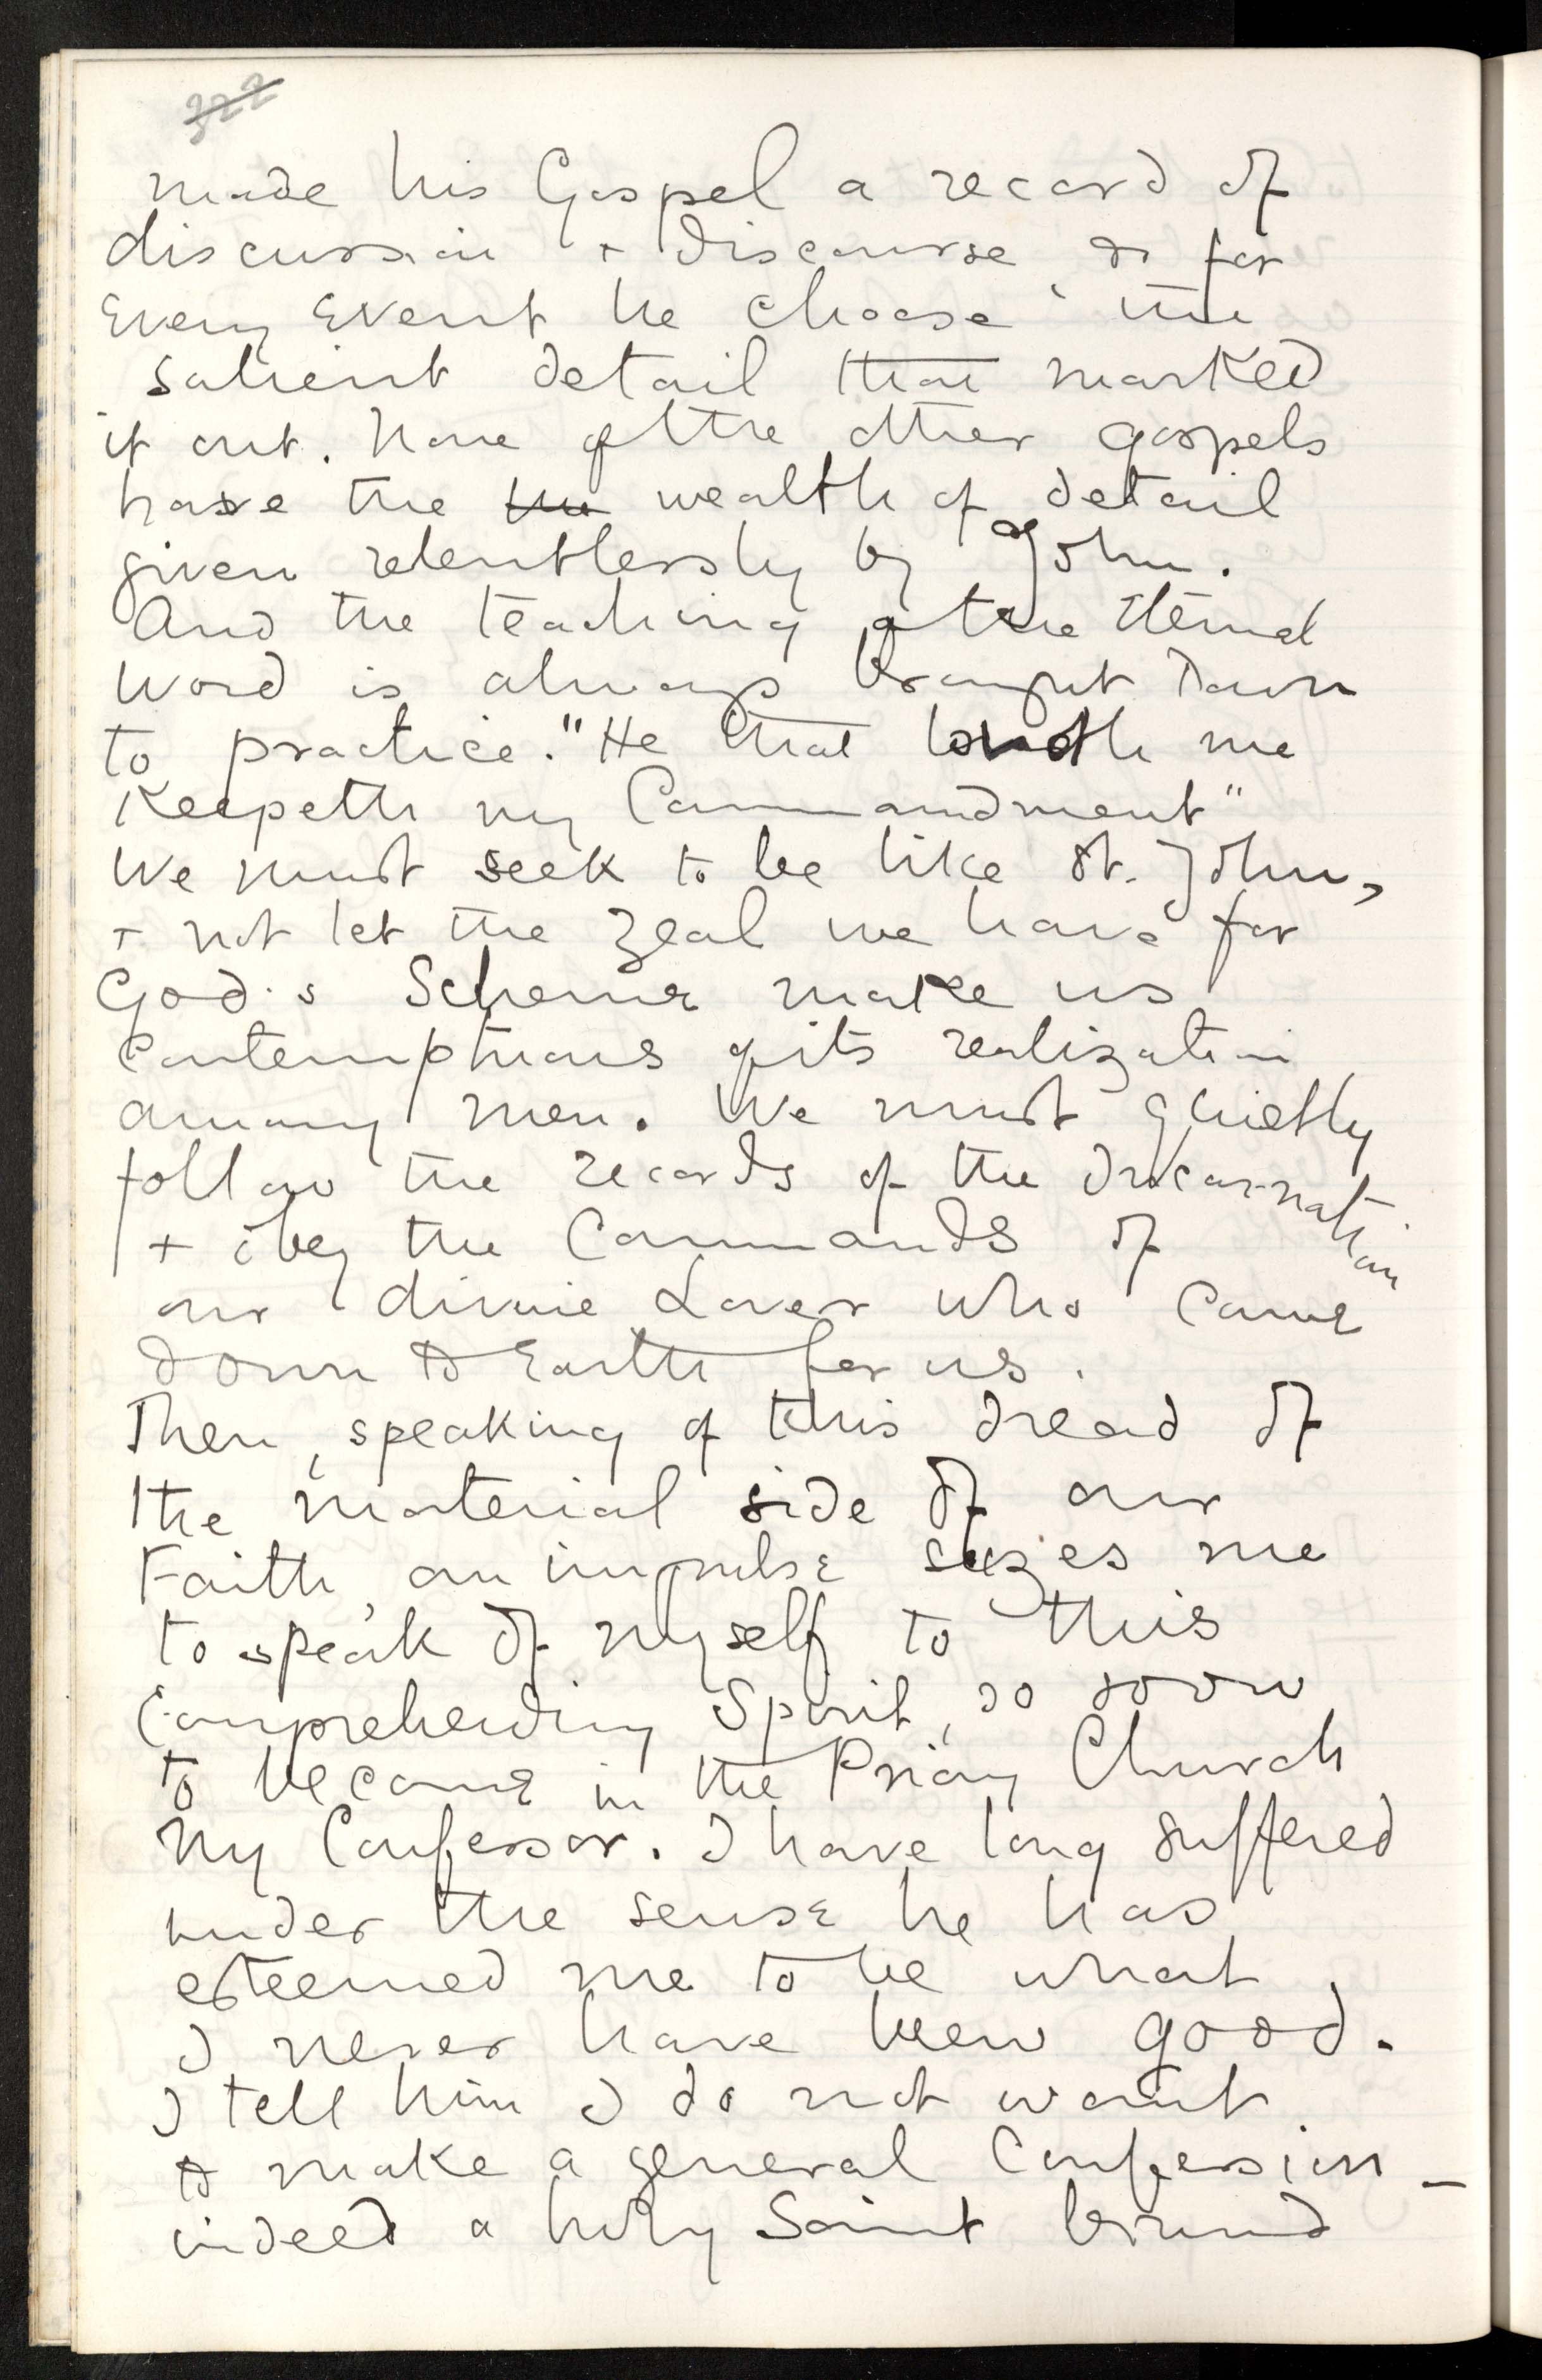 322
made his Gospel a record of
discussion + discourse & for
Every Event he choose the
salient detail that marked
it out. None of the other gospels
have the the wealth of detail
given relentlessly by John.
And the teaching of the Eternal
Word is always brought down
to practice. "He that loveth me
Keepeth my Commandment"
We must seek to be like St. John,
+ not let the zeal we have for
God's Scheme make us
Contemptuous of its realization
among men. We must quietly
follow the records of the Incarnation
+ obey the Commands of
our divine Lover who came
down to Earth for us.
Then, speaking of this dread of
the material side of our
Faith, an impulse seizes me
to speak of myself to this
Comprehending Spirit, so soon
to become in the Priory Church
My Confessor. I have long suffered
under the sense he has
esteemed me to be what
I never have been good.
I tell him I do not want
to make a general Confession –
indeed a holy Saint